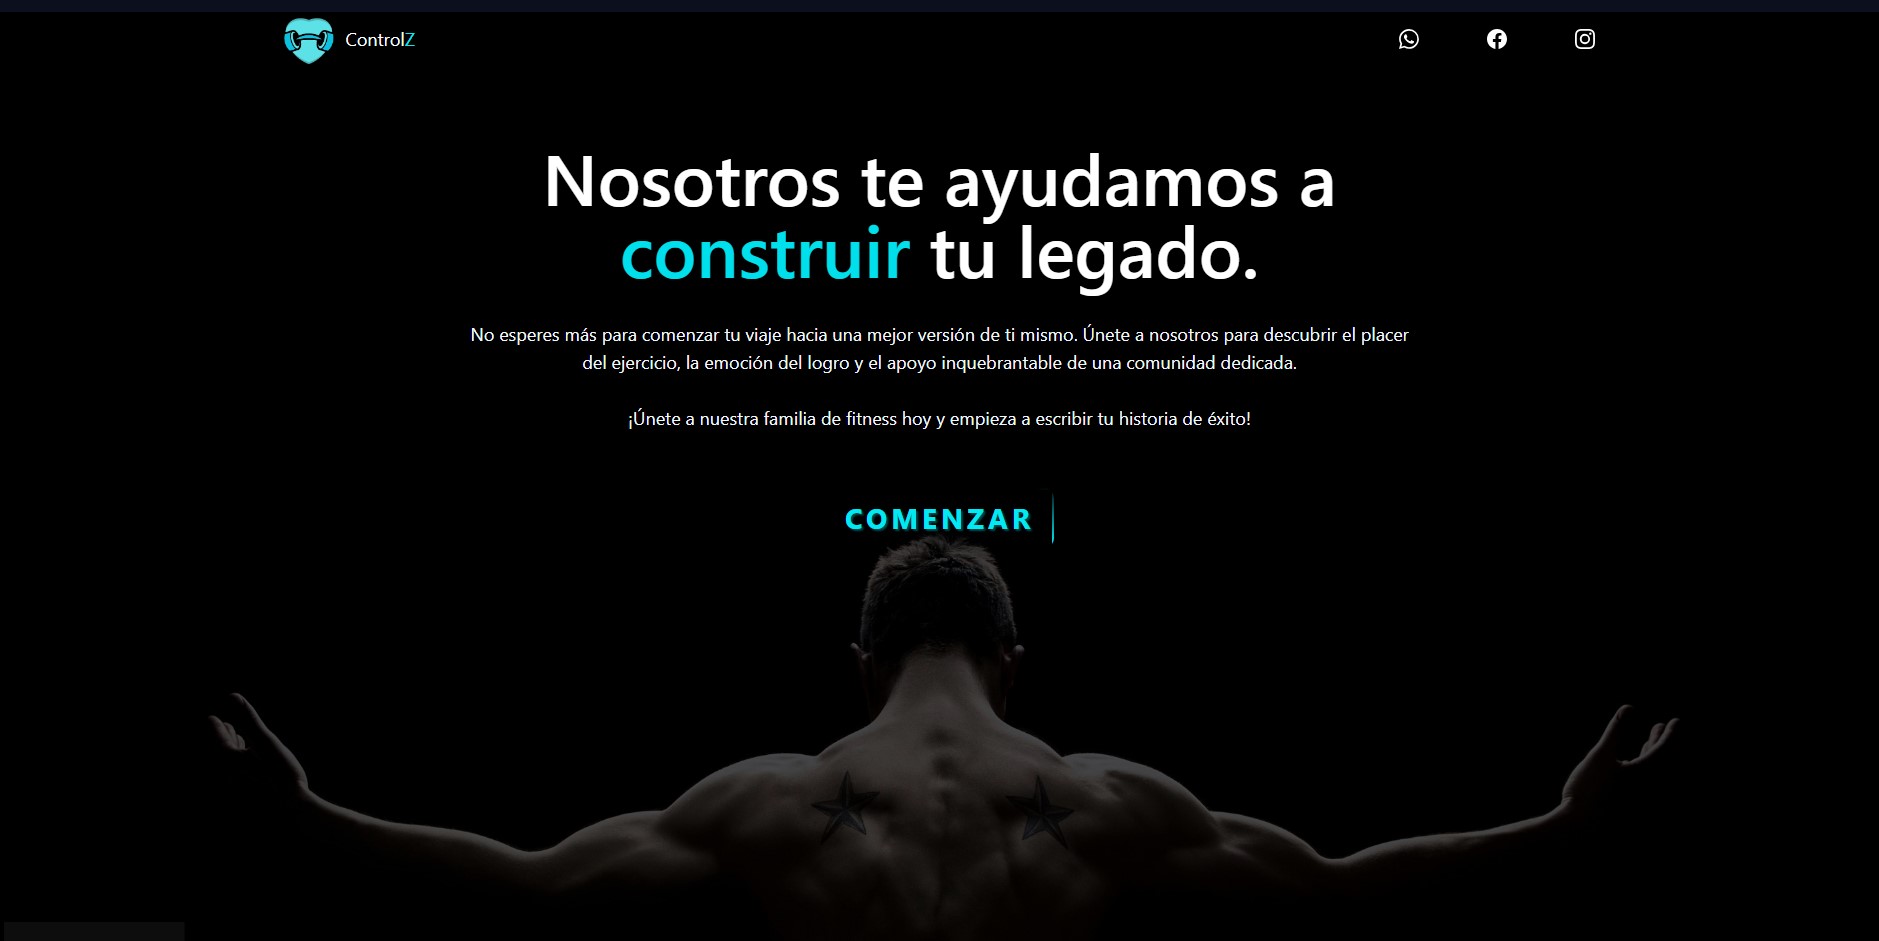 ControlZ
Nosotros te ayudamos a
construir tu legado.
No esperes más para comenzar tu viaje hacia una mejor versión de ti mismo. Únete a nosotros para descubrir el placer
del ejercicio, la emoción del logro y el apoyo inquebrantable de una comunidad dedicada.
¡Únete a nuestra familia de fitness hoy y empieza a escribir tu historia de éxito!
COMENZAR